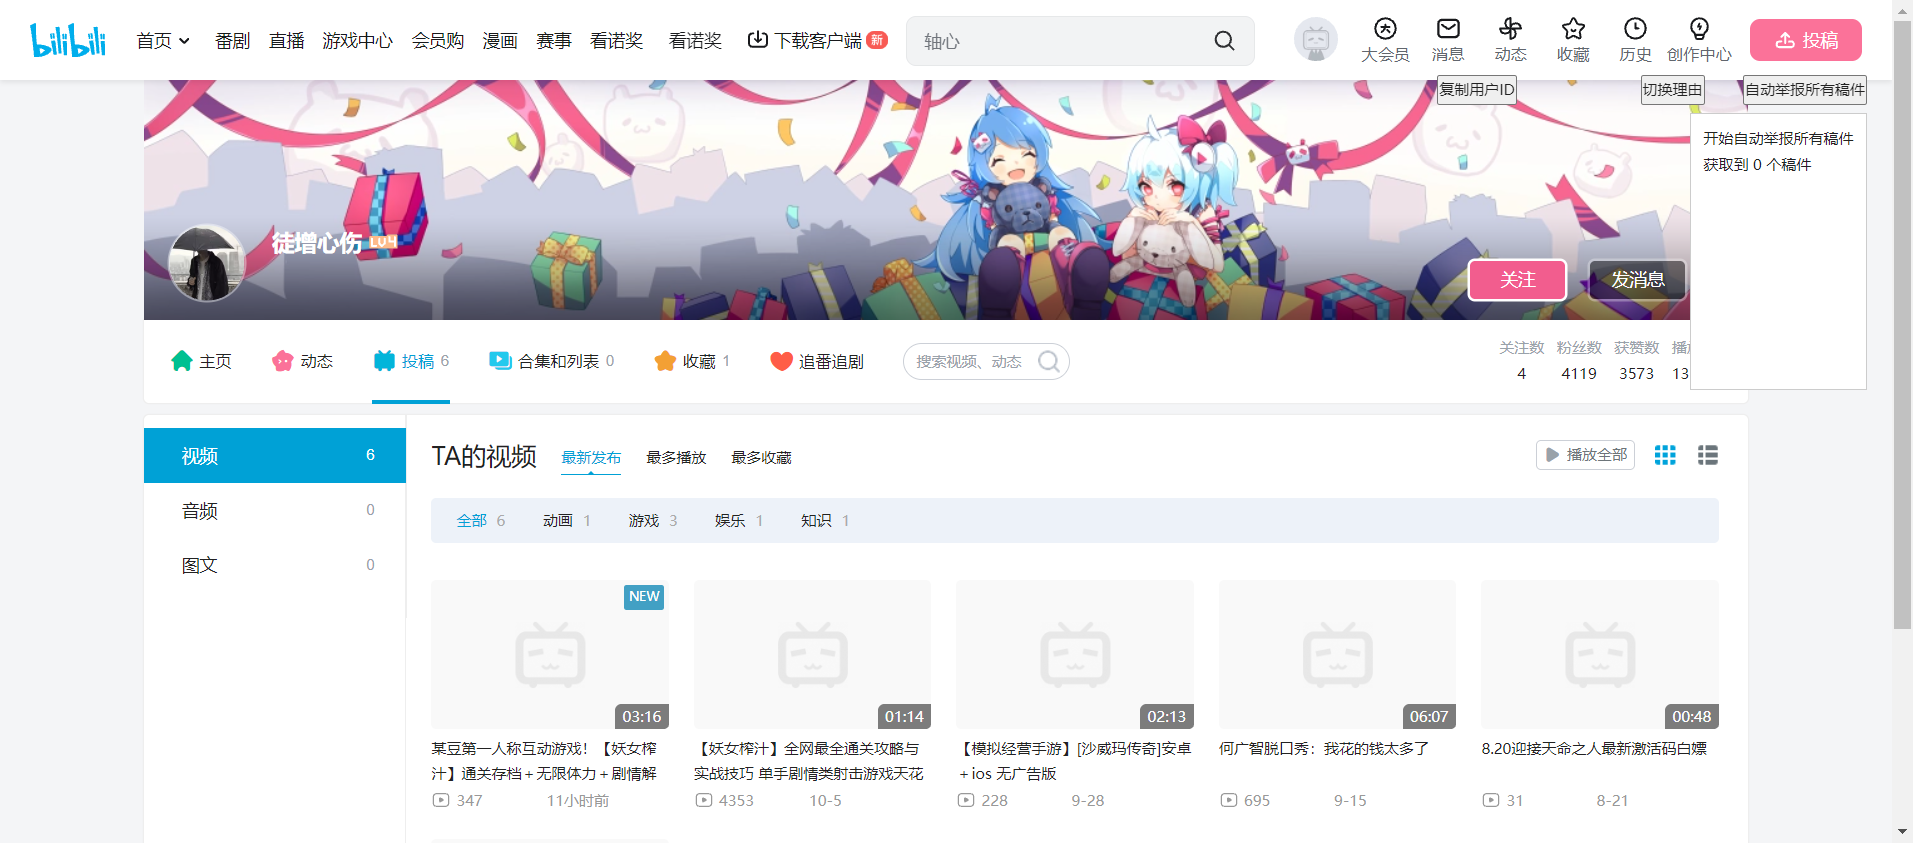 bilibili
首页
番剧
直播
游戏中心
会员购
漫画
赛事
看诺奖
看诺奖
下载客户端
新
轴心
大会员
消息
动态
收藏
历史
创作中心
投稿
复制用户ID
切换理由
自动举报所有稿件
开始自动举报所有稿件
获取到 0 个稿件
徒增心伤 LV4
关注
发消息
主页
动态
投稿 6
合集和列表 0
收藏 1
追番追剧
搜索视频、动态
关注数 4
粉丝数 4119
获赞数 3573
13
视频 6
音频 0
图文 0
TA的视频
最新发布
最多播放
最多收藏
播放全部
全部 6
动画 1
游戏 3
娱乐 1
知识 1
NEW
03:16
某豆第一人称互动游戏！【妖女榨
汁】通关存档＋无限体力＋剧情解
347
11小时前
01:14
【妖女榨汁】全网最全通关攻略与
实战技巧 单手剧情类射击游戏天花
4353
10-5
02:13
【模拟经营手游】[沙威玛传奇]安卓
＋ios 无广告版
228
9-28
06:07
何广智脱口秀：我花的钱太多了
695
9-15
00:48
8.20迎接天命之人最新激活码白嫖
31
8-21